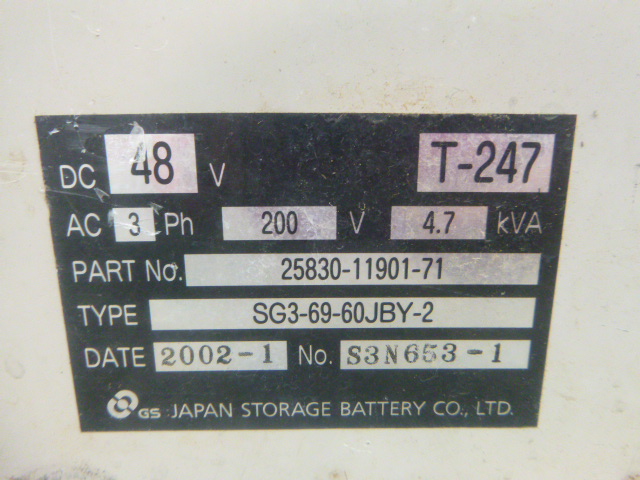 DC 48 V T-247
AC 3 Ph 200 V 4.7 kVA
PART No. 25830-11901-71
TYPE SG3-69-60JBY-2
DATE 2002-1 No. S3N653-1
GS JAPAN STORAGE BATTERY CO., LTD.